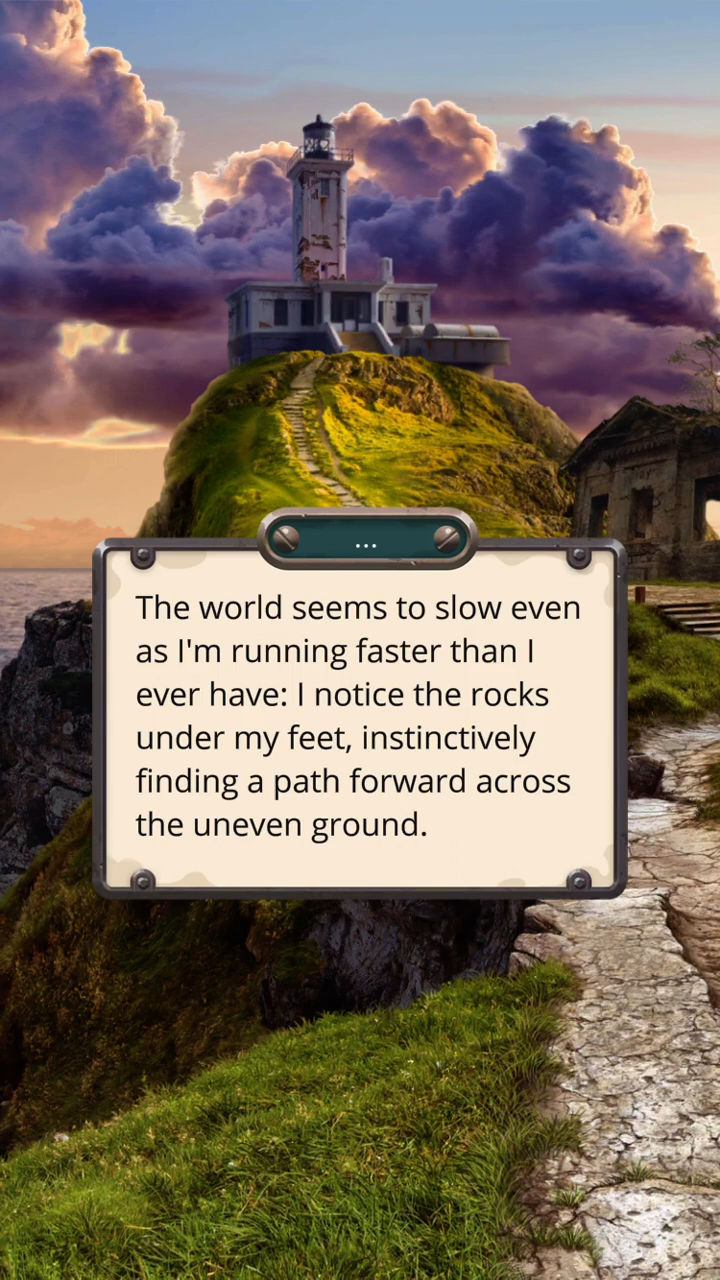 ...
The world seems to slow even
as I'm running faster than I
ever have: I notice the rocks
under my feet, instinctively
finding a path forward across
the uneven ground.